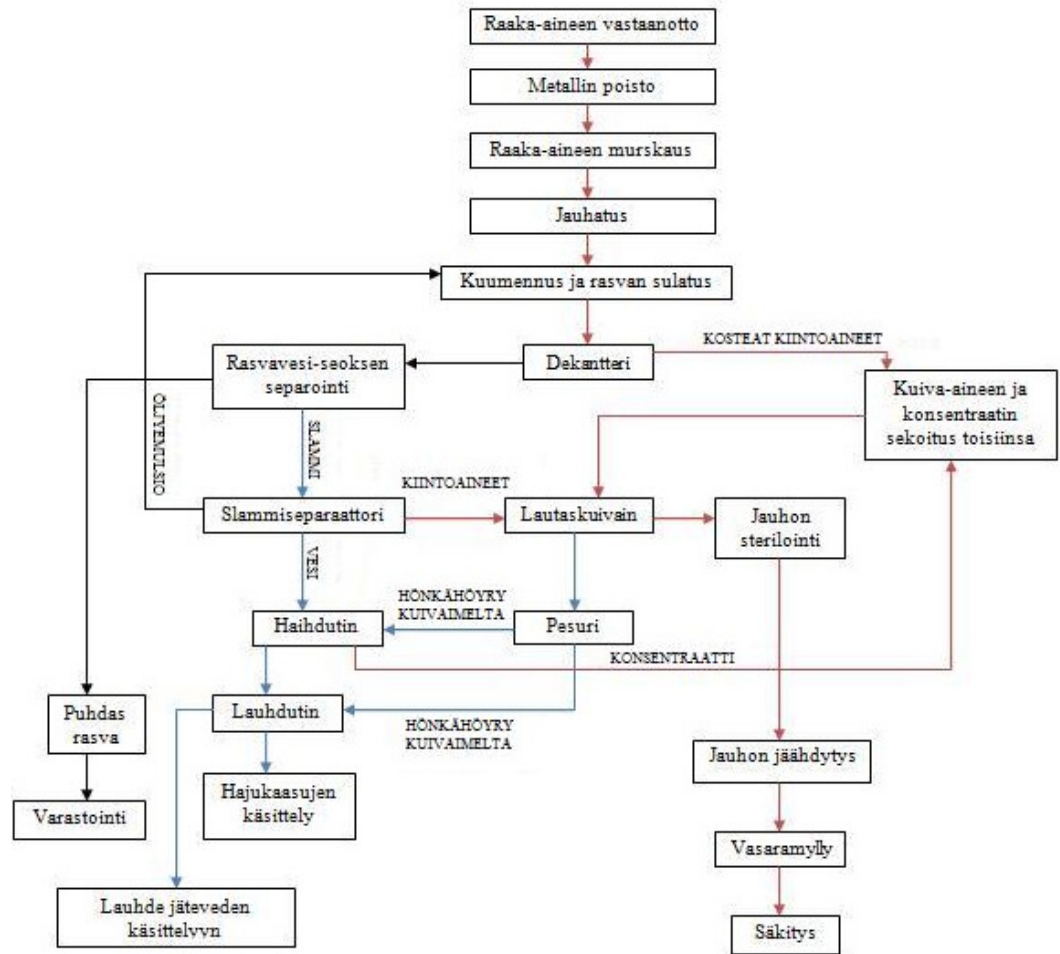 Raaka-aineen vastaanotto
Metallin poisto
Raaka-aineen murskaus
Jauhatus
Kuumennus ja rasvan sulatus
KOSTEAT KIINTOAINEET
Rasvavesi-seoksen
separointi
Dekantteri
Kuiva-aineen ja
konsentraatin
sekoitus toisiinsa
ÖLJYEMULSIO
SLAMMI
KIINTOAINEET
Slammiseparaattori
Lautaskuivain
Jauhon
sterilointi
VESI
HÖNKÄHÖYRY
KUIVAIMELTA
Haihdutin
Pesuri
KONSENTRAATTI
Puhdas
rasva
Lauhdutin
HÖNKÄHÖYRY
KUIVAIMELTA
Jauhon jäähdytys
Hajukaasujen
käsittely
Varastointi
Vasaramylly
Lauhde jäteveden
käsittelyyn
Säkitys